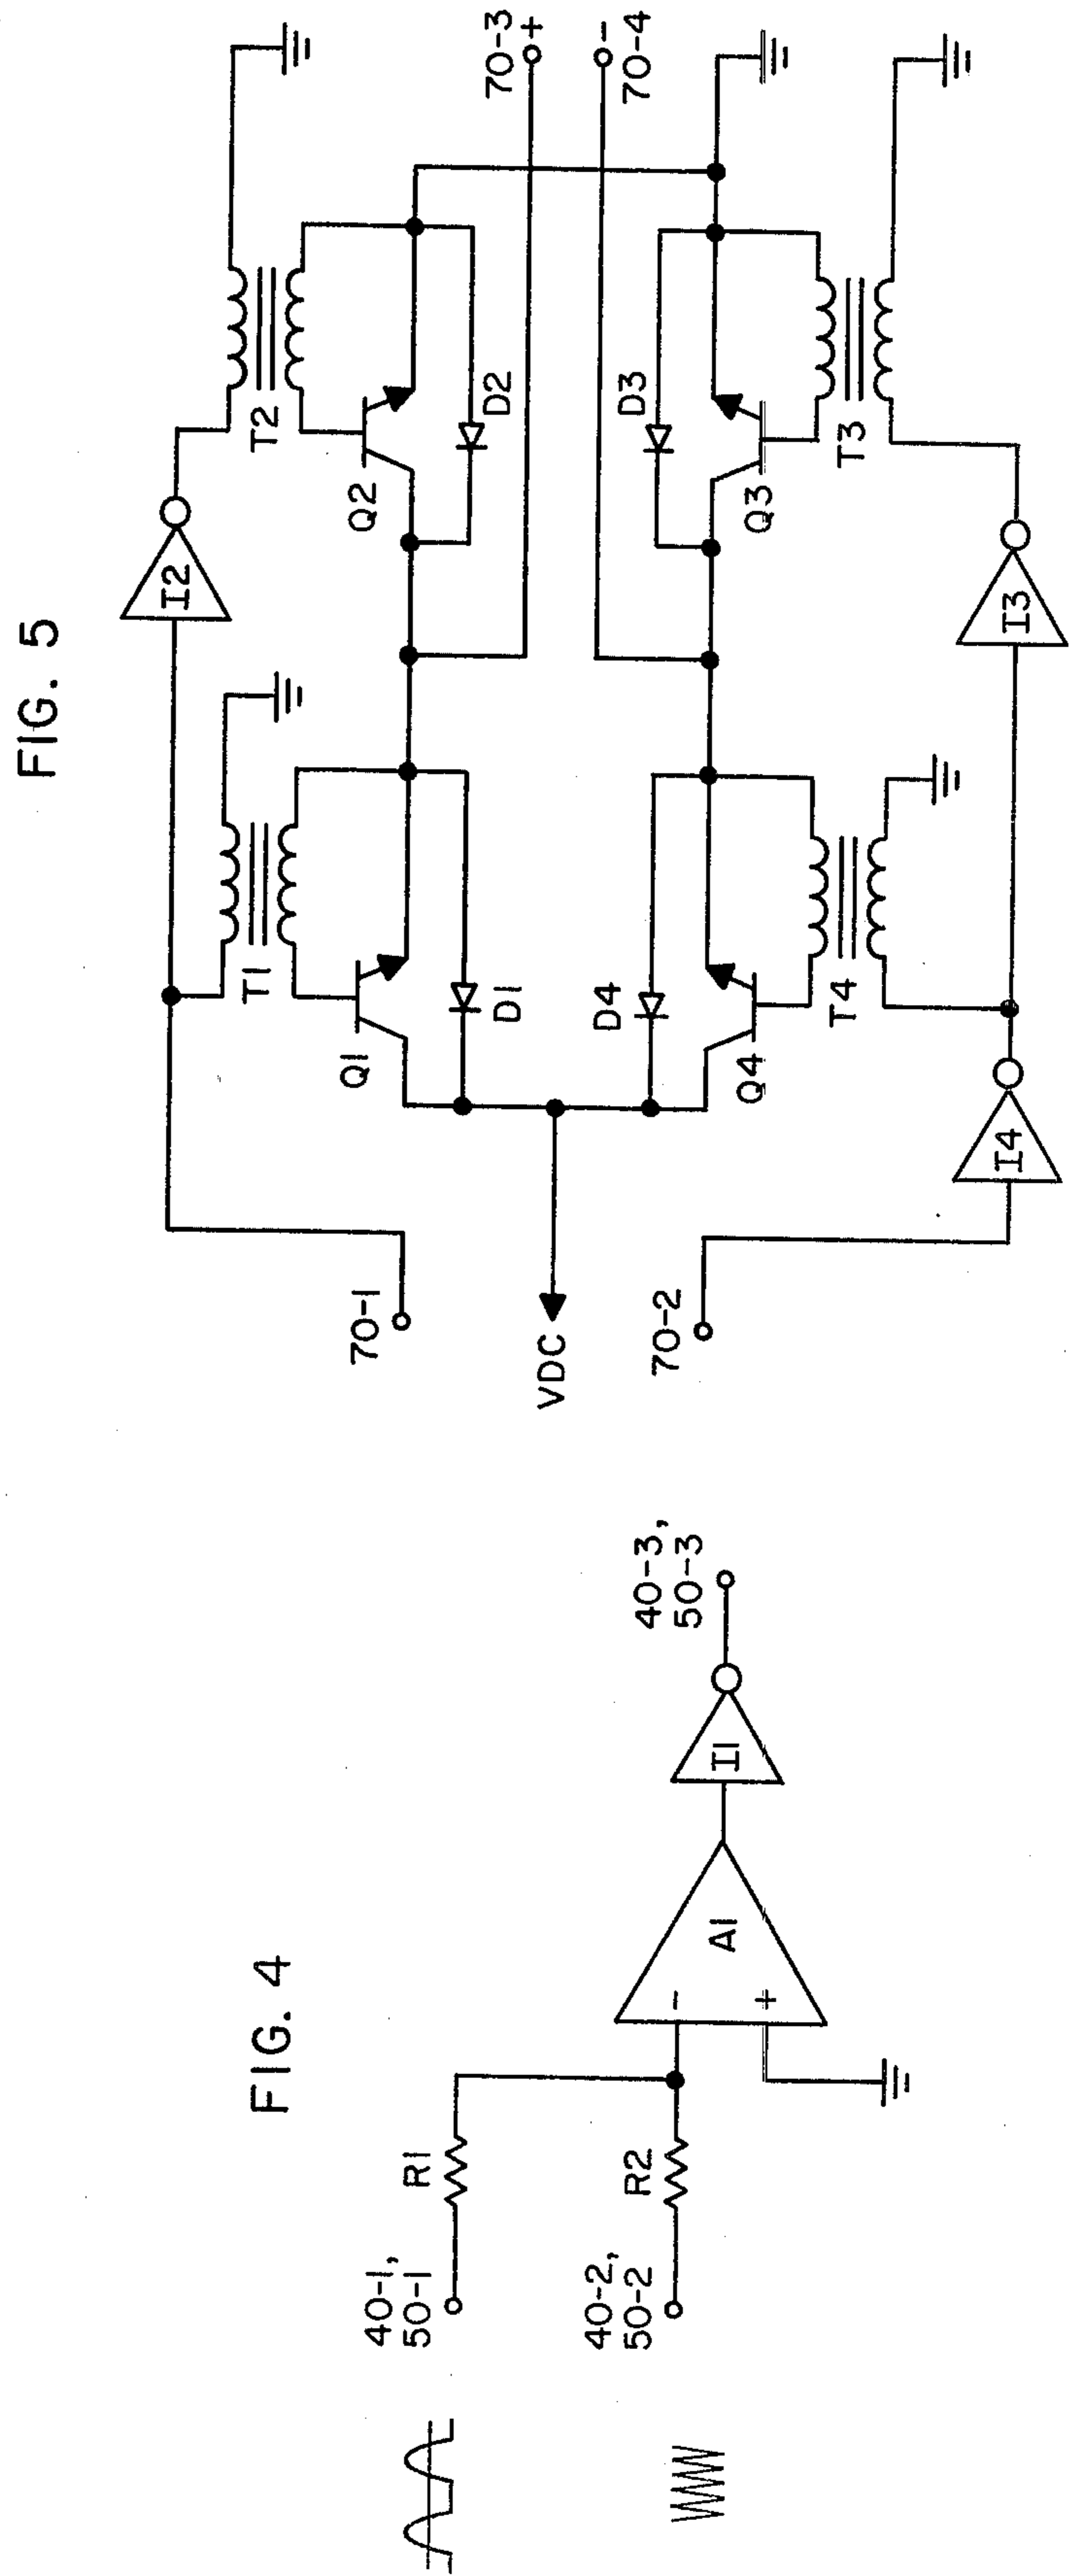 FIG. 4
40-1,
50-1
R1
40-2,
50-2
R2
-
+
A1
I1
40-3,
50-3
FIG. 5
70-1
I2
T1
T2
Q1
Q2
D1
D2
VDC
70-3
+
-
70-4
D4
D3
Q4
Q3
T4
T3
70-2
I4
I3